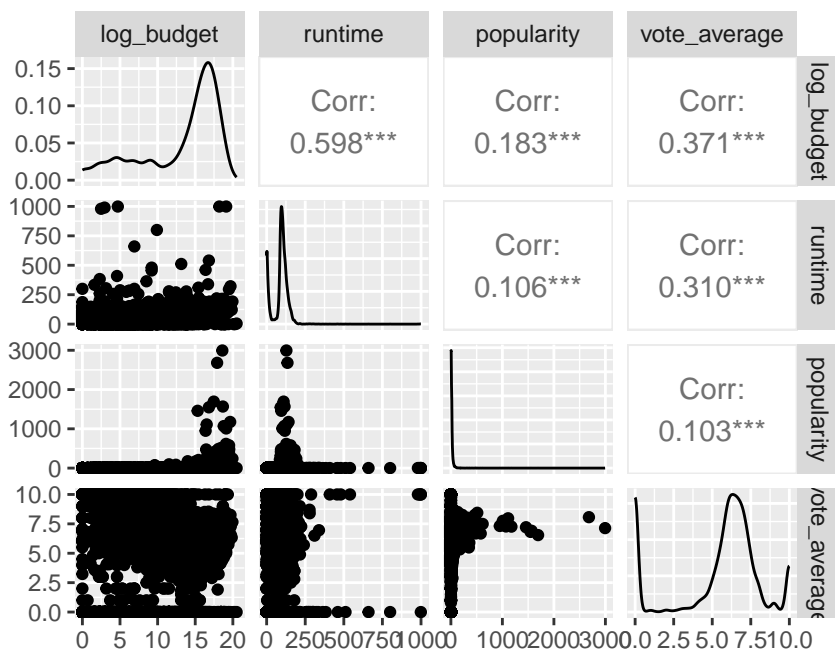 log_budget runtime popularity vote_average
0.15
0.10
0.05
0.00
Corr:
0.598***
Corr:
0.183***
Corr:
0.371***
log_budget
1000
750
500
250
0
Corr:
0.106***
Corr:
0.310***
runtime
3000
2000
1000
0
Corr:
0.103***
popularity
10.0
7.5
5.0
2.5
0.0
vote_average
0 5 10 15 20
0 250 500 750 1000
0 1000 2000 3000
0.0 2.5 5.0 7.5 10.0